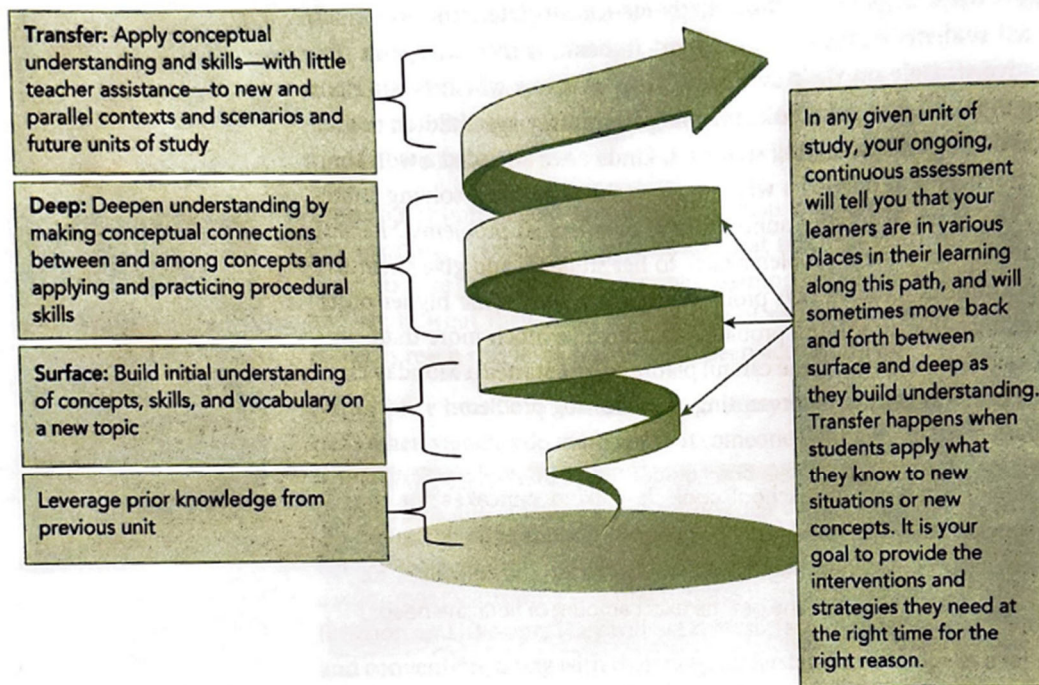 Transfer: Apply conceptual
understanding and skills—with little
teacher assistance—to new and
parallel contexts and scenarios and
future units of study
Deep: Deepen understanding by
making conceptual connections
between and among concepts and
applying and practicing procedural
skills
Surface: Build initial understanding
of concepts, skills, and vocabulary on
a new topic
Leverage prior knowledge from
previous unit
In any given unit of
study, your ongoing,
continuous assessment
will tell you that your
learners are in various
places in their learning
along this path, and will
sometimes move back
and forth between
surface and deep as
they build understanding.
Transfer happens when
students apply what
they know to new
situations or new
concepts. It is your
goal to provide the
interventions and
strategies they need at
the right time for the
right reason.